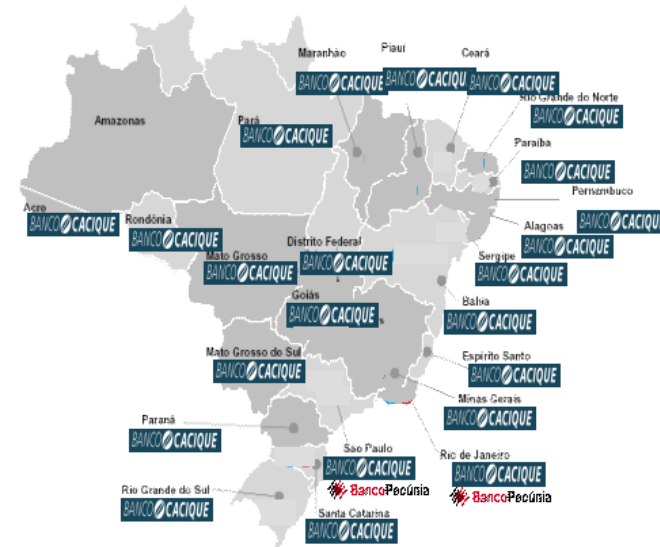 Maranhão
BANCO CACIQUE
Piauí
BANCO CACIQU
Ceará
BANCO CACIQUE
Rio Grande do Norte
BANCO CACIQUE
Amazonas
Pará
BANCO CACIQUE
Paraíba
BANCO CACIQUE
Pernambuco
BANCO CACIQUE
Acre
BANCO CACIQUE
Rondônia
BANCO CACIQUE
Alagoas
BANCO CACIQUE
Mato Grosso
BANCO CACIQUE
Distrito Federal
BANCO CACIQUE
Sergipe
BANCO CACIQUE
Goiás
BANCO CACIQUE
s
Bahia
BANCO CACIQUE
Mato Grosso do Sul
BANCO CACIQUE
Espírito Santo
BANCO CACIQUE
Minas Gerais
BANCO CACIQUE
Paraná
BANCO CACIQUE
São Paulo
BANCO CACIQUE
BancoPecúnia
Rio de Janeiro
BANCO CACIQUE
BancoPecúnia
Rio Grande do Sul
BANCO CACIQUE
Santa Catarina
BANCO CACIQUE